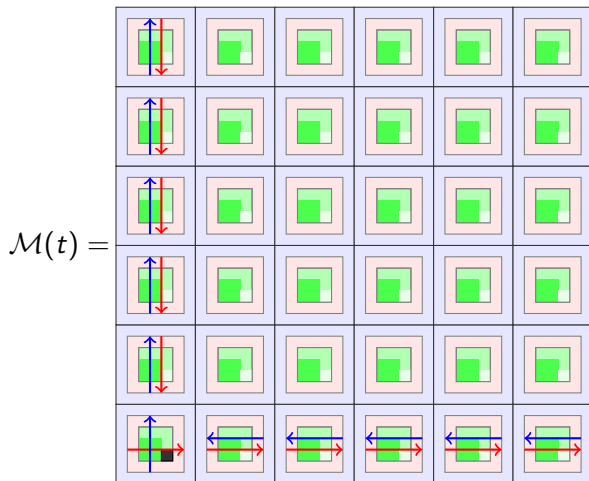 ℳ(t) =